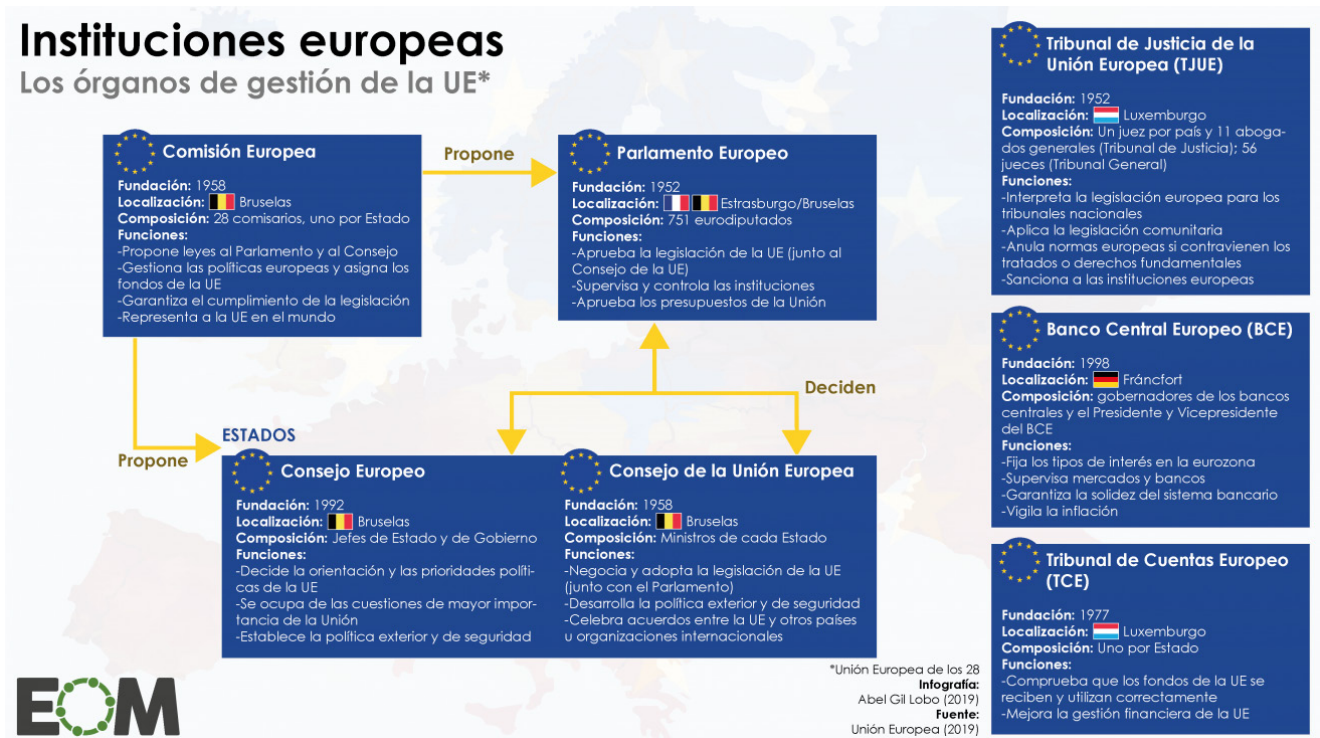 Instituciones europeas
Los órganos de gestión de la UE*
Comisión Europea
Fundación: 1958
Localización: Bruselas
Composición: 28 comisarios, uno por Estado
Funciones:
-Propone leyes al Parlamento y al Consejo
-Gestiona las políticas europeas y asigna los
fondos de la UE
-Garantiza el cumplimiento de la legislación
-Representa a la UE en el mundo
Propone
Parlamento Europeo
Fundación: 1952
Localización: Estrasburgo/Bruselas
Composición: 751 eurodiputados
Funciones:
-Aprueba la legislación de la UE (junto al
Consejo de la UE)
-Supervisa y controla las instituciones
-Aprueba los presupuestos de la Unión
Deciden
Propone
ESTADOS
Consejo Europeo
Fundación: 1992
Localización: Bruselas
Composición: Jefes de Estado y de Gobierno
Funciones:
-Decide la orientación y las prioridades políti-
cas de la UE
-Se ocupa de las cuestiones de mayor impor-
tancia de la Unión
-Establece la política exterior y de seguridad
Consejo de la Unión Europea
Fundación: 1958
Localización: Bruselas
Composición: Ministros de cada Estado
Funciones:
-Negocia y adopta la legislación de la UE
(junto con el Parlamento)
-Desarrolla la política exterior y de seguridad
-Celebra acuerdos entre la UE y otros países
u organizaciones internacionales
Tribunal de Justicia de la
Unión Europea (TJUE)
Fundación: 1952
Localización: Luxemburgo
Composición: Un juez por país y 11 aboga-
dos generales (Tribunal de Justicia); 56
jueces (Tribunal General)
Funciones:
-Interpreta la legislación europea para los
tribunales nacionales
-Aplica la legislación comunitaria
-Anula normas europeas si contravienen los
tratados o derechos fundamentales
-Sanciona a las instituciones europeas
Banco Central Europeo (BCE)
Fundación: 1998
Localización: Fráncfort
Composición: gobernadores de los bancos
centrales y el Presidente y Vicepresidente
del BCE
Funciones:
-Fija los tipos de interés en la eurozona
-Supervisa mercados y bancos
-Garantiza la solidez del sistema bancario
-Vigila la inflación
Tribunal de Cuentas Europeo
(TCE)
Fundación: 1977
Localización: Luxemburgo
Composición: Uno por Estado
Funciones:
-Comprueba que los fondos de la UE se
reciben y utilizan correctamente
-Mejora la gestión financiera de la UE
*Unión Europea de los 28
Infografía:
Abel Gil Lobo (2019)
Fuente:
Unión Europea (2019)
EOM